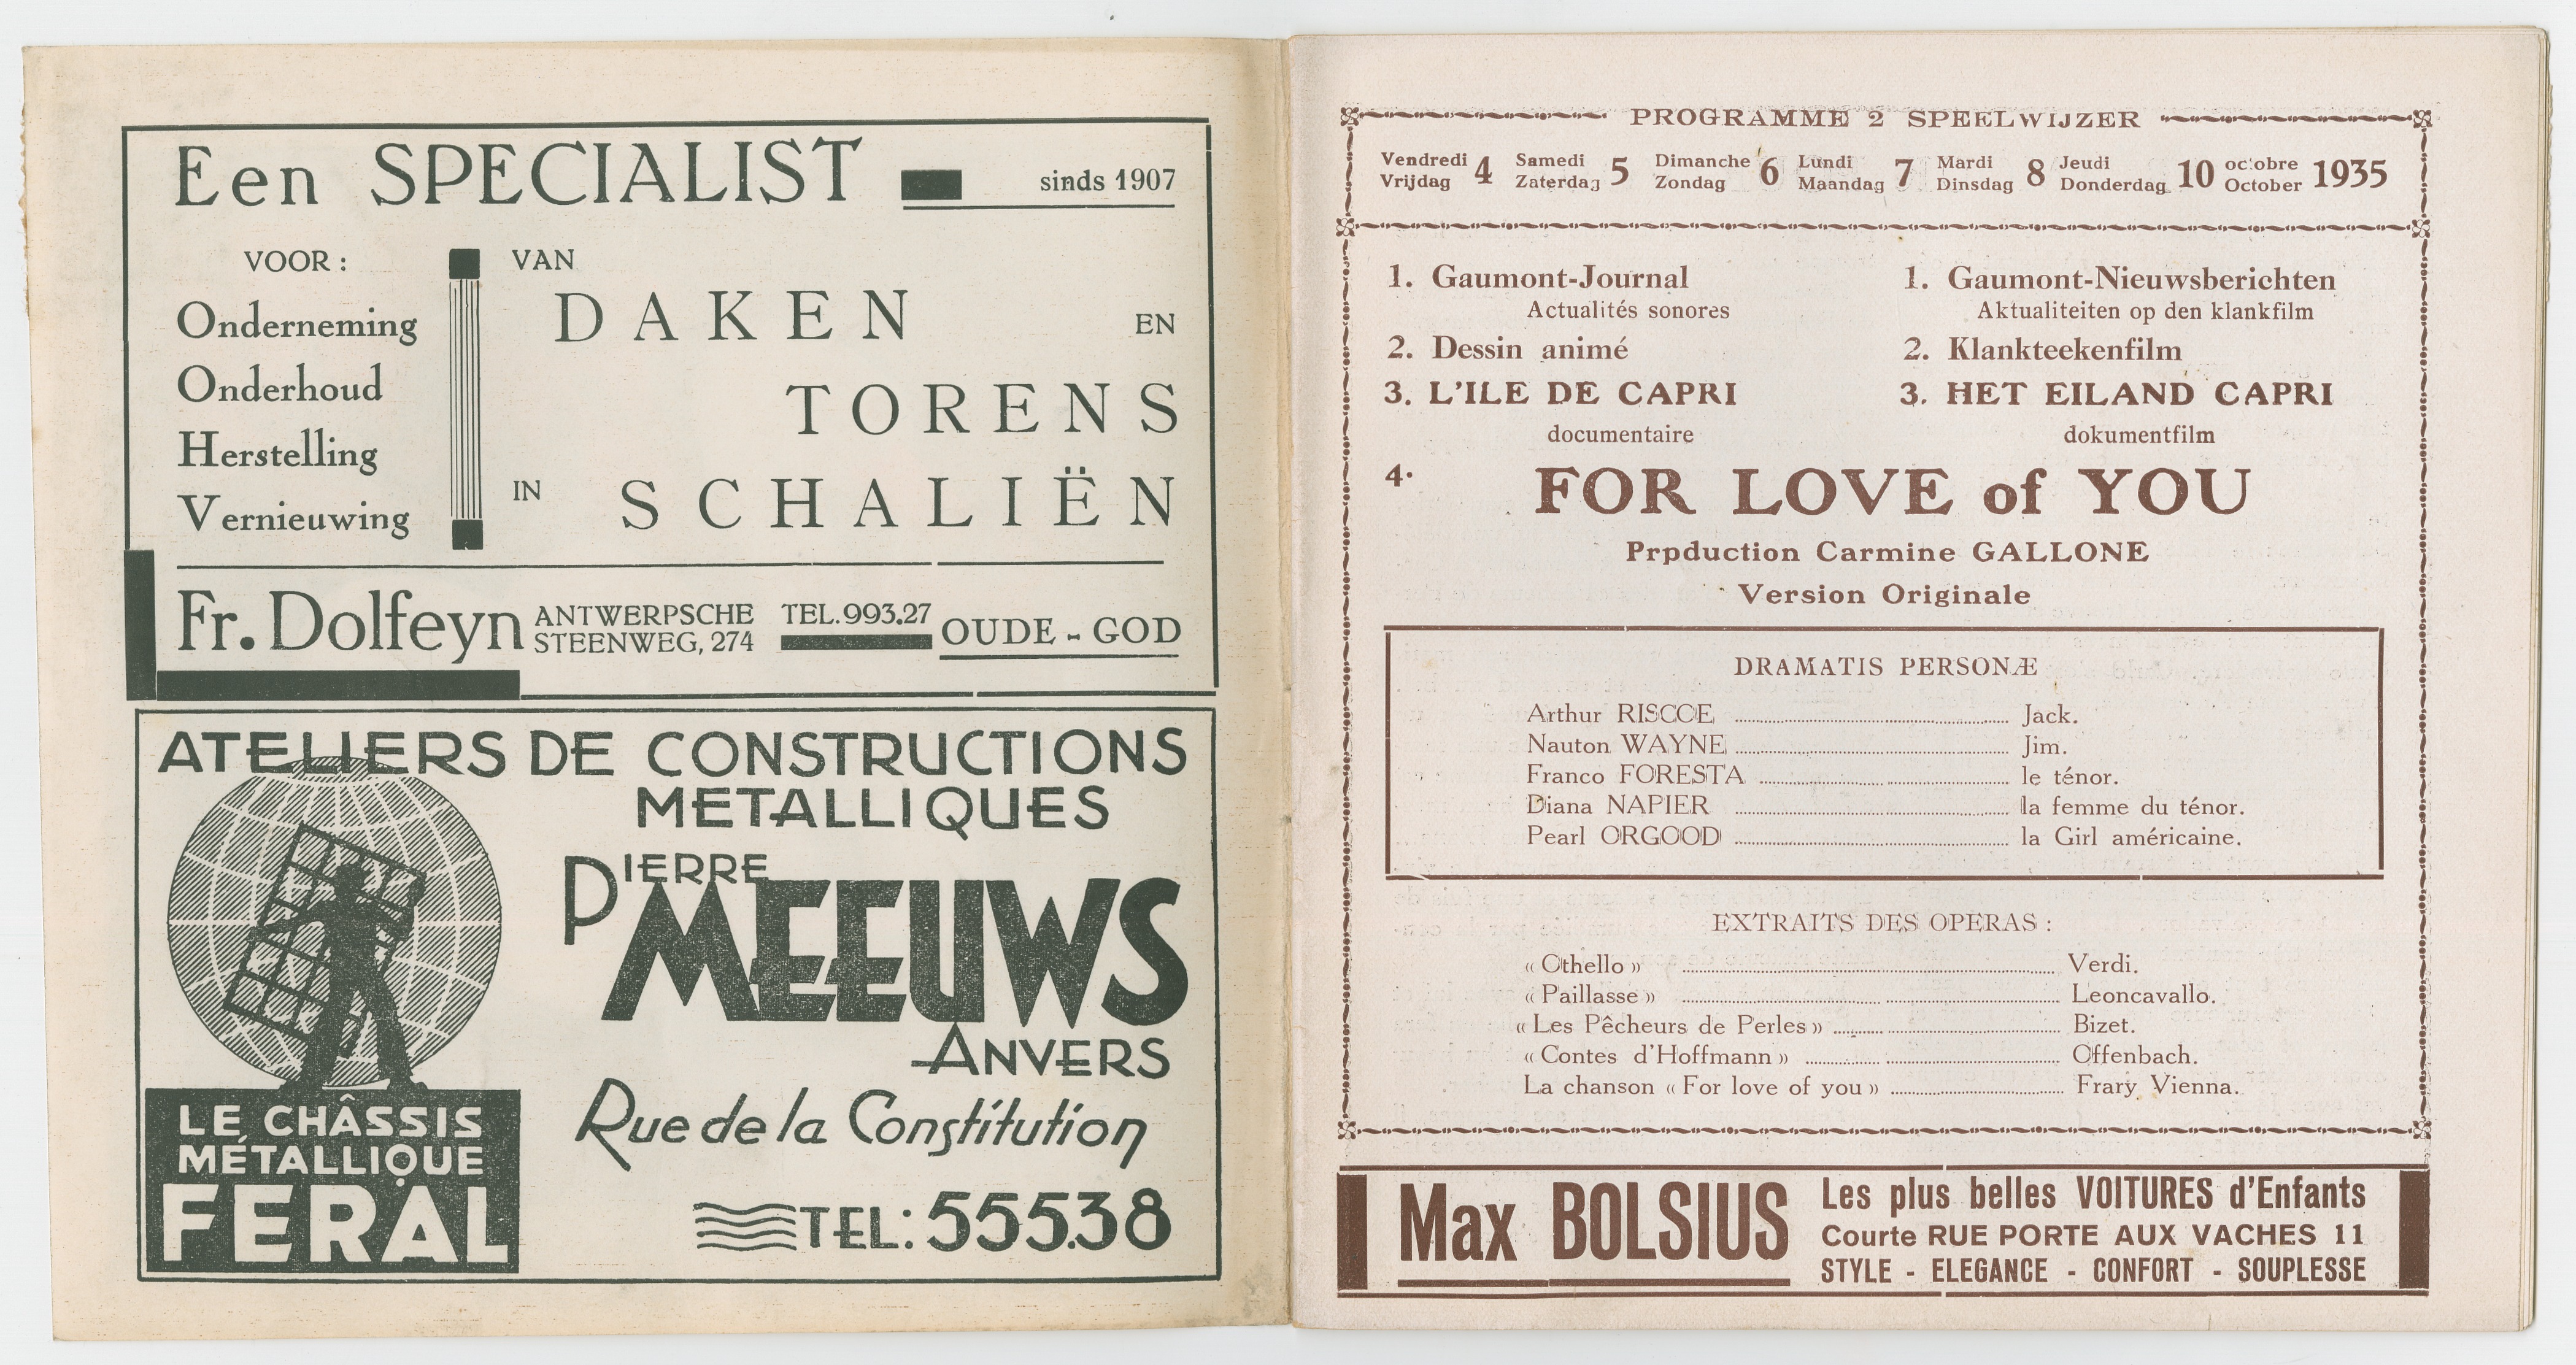 Een SPECIALIST sinds 1907
VOOR : VAN
Onderneming
Onderhoud
Herstelling
Vernieuwing
DAKEN EN
TORENS
IN SCHALIËN
Fr. Dolfeyn ANTWERPSCHE STEENWEG, 274 TEL. 993.27 OUDE - GOD
ATELIERS DE CONSTRUCTIONS
METALLIQUES
PIERRE
MEEUWS
ANVERS
Rue de la Constitution
TEL: 555.38
LE CHÂSSIS
MÉTALLIQUE
FERAL
PROGRAMME 2 SPEELWIJZER
Vendredi 4 Samedi 5 Dimanche 6 Lundi 7 Mardi 8 Jeudi 10 octobre 1935
Vrijdag Zaterdag Zondag Maandag Dinsdag Donderdag October
1. Gaumont-Journal
Actualités sonores
2. Dessin animé
3. L'ILE DE CAPRI
documentaire
1. Gaumont-Nieuwsberichten
Aktualiteiten op den klankfilm
2. Klankteekenfilm
3. HET EILAND CAPRI
dokumentfilm
4. FOR LOVE of YOU
Prpduction Carmine GALLONE
Version Originale
DRAMATIS PERSONÆ
Arthur RISCOE Jack.
Nauton WAYNE Jim.
Franco FORESTA le ténor.
Diana NAPIER la femme du ténor.
Pearl ORGOOD la Girl américaine.
EXTRAITS DES OPERAS :
« Othello » Verdi.
« Paillasse » Leoncavallo.
« Les Pêcheurs de Perles » Bizet.
« Contes d'Hoffmann » Offenbach.
La chanson « For love of you » Frary Vienna.
Max BOLSIUS
Les plus belles VOITURES d'Enfants
Courte RUE PORTE AUX VACHES 11
STYLE - ELEGANCE - CONFORT - SOUPLESSE